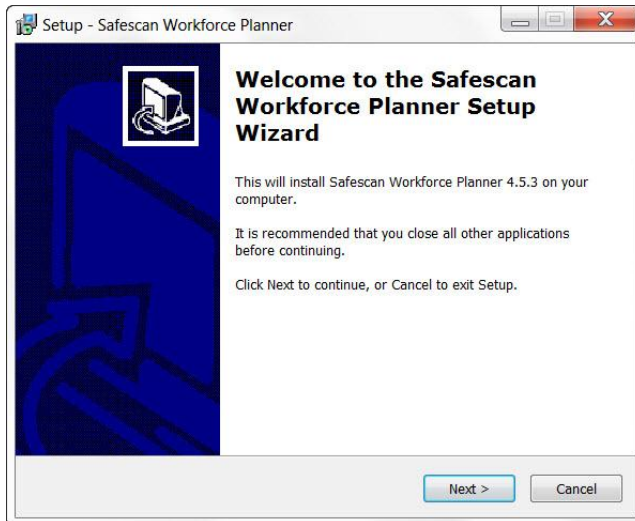 Setup - Safescan Workforce Planner
Welcome to the Safescan
Workforce Planner Setup
Wizard
This will install Safescan Workforce Planner 4.5.3 on your
computer.
It is recommended that you close all other applications
before continuing.
Click Next to continue, or Cancel to exit Setup.
Next >
Cancel